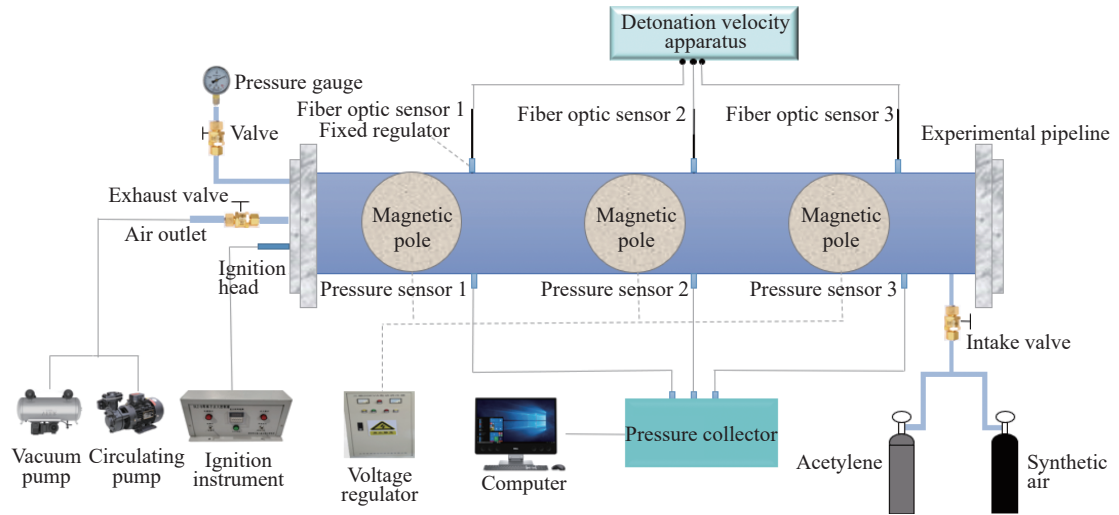 Detonation velocity
apparatus
Pressure gauge
Valve
Fiber optic sensor 1
Fixed regulator
Fiber optic sensor 2
Fiber optic sensor 3
Experimental pipeline
Exhaust valve
Air outlet
Ignition
head
Magnetic
pole
Magnetic
pole
Magnetic
pole
Pressure sensor 1
Pressure sensor 2
Pressure sensor 3
Intake valve
Vacuum
pump
Circulating
pump
Ignition
instrument
Voltage
regulator
Computer
Pressure collector
Acetylene
Synthetic
air